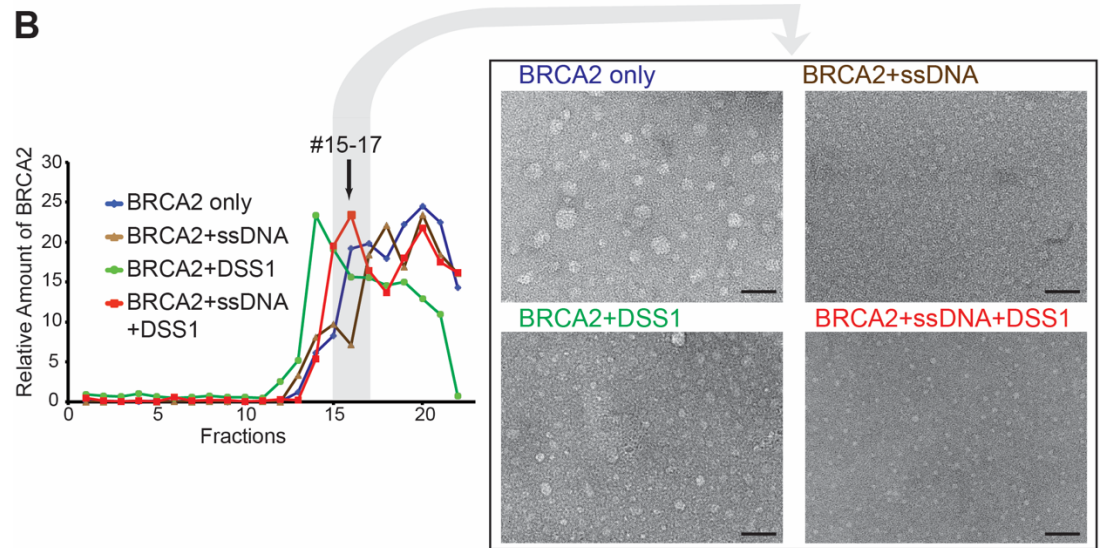 B
#15-17
Relative Amount of BRCA2
30
25
20
15
10
5
0
BRCA2 only
BRCA2+ssDNA
BRCA2+DSS1
BRCA2+ssDNA
+DSS1
0 5 10 15 20
Fractions
BRCA2 only
BRCA2+ssDNA
BRCA2+DSS1
BRCA2+ssDNA+DSS1